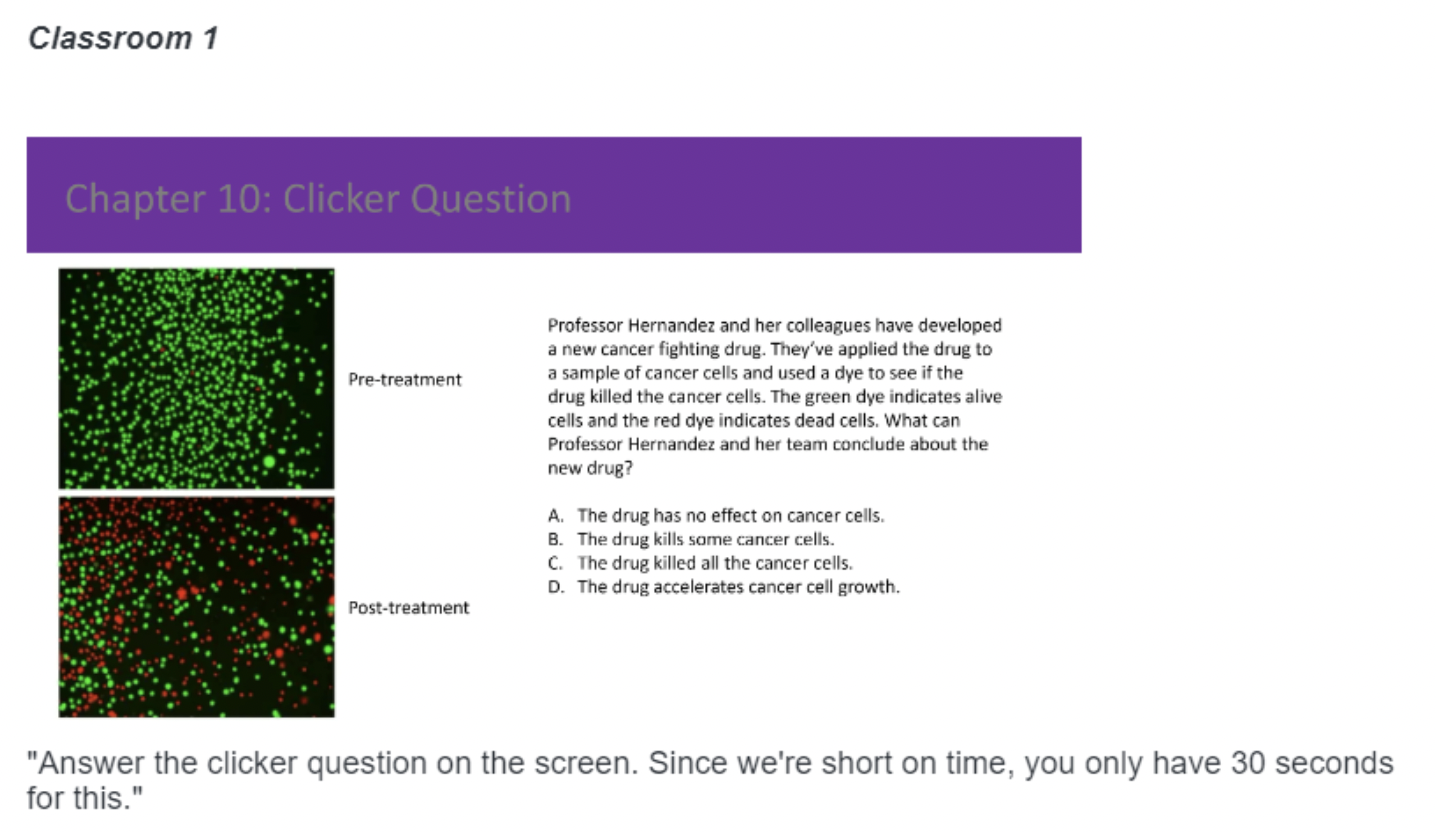 Classroom 1
Chapter 10: Clicker Question
Pre-treatment
Post-treatment
Professor Hernandez and her colleagues have developed
a new cancer fighting drug. They've applied the drug to
a sample of cancer cells and used a dye to see if the
drug killed the cancer cells. The green dye indicates alive
cells and the red dye indicates dead cells. What can
Professor Hernandez and her team conclude about the
new drug?
A. The drug has no effect on cancer cells.
B. The drug kills some cancer cells.
C. The drug killed all the cancer cells.
D. The drug accelerates cancer cell growth.
"Answer the clicker question on the screen. Since we're short on time, you only have 30 seconds
for this."